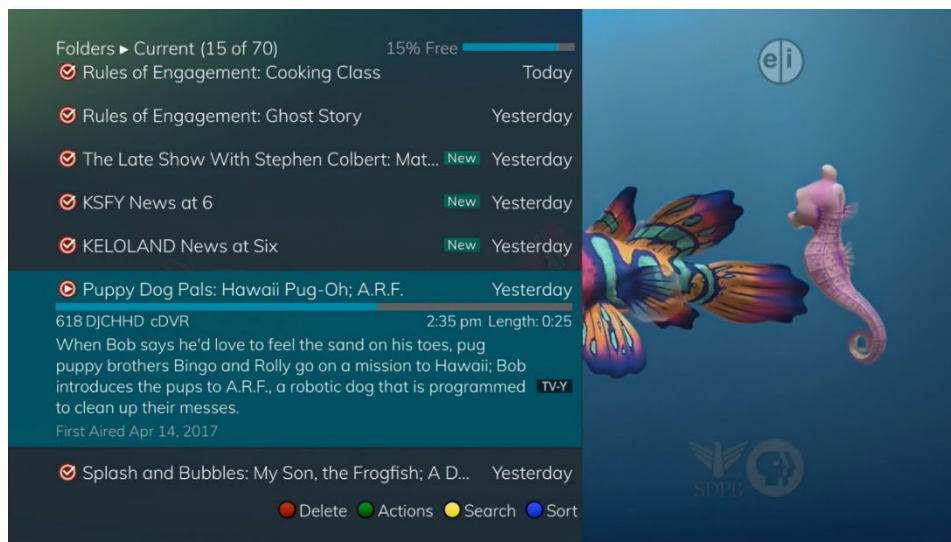 Folders ▸ Current (15 of 70) 15% Free
Rules of Engagement: Cooking Class Today
Rules of Engagement: Ghost Story Yesterday
The Late Show With Stephen Colbert: Mat... New Yesterday
KSFY News at 6 New Yesterday
KELOLAND News at Six New Yesterday
Puppy Dog Pals: Hawaii Pug-Oh; A.R.F. Yesterday
618 DJCHHD cDVR 2:35 pm Length: 0:25
When Bob says he'd love to feel the sand on his toes, pug
puppy brothers Bingo and Rolly go on a mission to Hawaii; Bob
introduces the pups to A.R.F., a robotic dog that is programmed TV-Y
to clean up their messes.
First Aired Apr 14, 2017
Splash and Bubbles: My Son, the Frogfish; A D... Yesterday
Delete Actions Search Sort
e i
SDPB